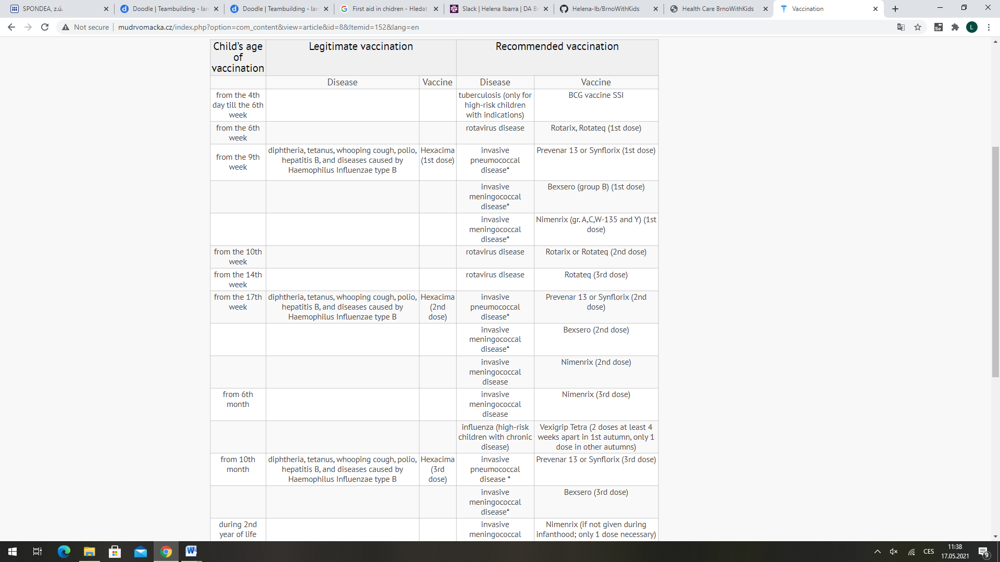 SPONDEA, z.ú.
Doodle | Teambuilding - Ian
Doodle | Teambuilding - Ian
First aid in chidren - Hledat
Slack | Helena Ibarra | DA Br
Helena-Ib/BrnoWithKids
Health Care BrnoWithKids
Vaccination
Not secure
mudrvomacka.cz/index.php?option=com_content&view=article&id=8&Itemid=152&lang=en
Se
L
Child's age
of
vaccination
Legitimate vaccination
Recommended vaccination
Disease
Vaccine
Disease
Vaccine
from the 4th
day till the 6th
week
tuberculosis (only for
high-risk children
with indications)
BCG vaccine SSI
from the 6th
week
rotavirus disease
Rotarix, Rotateq (1st dose)
from the 9th
week
diphtheria, tetanus, whooping cough, polio,
hepatitis B, and diseases caused by
Haemophilus Influenzae type B
Hexacima
(1st dose)
invasive
pneumococcal
disease*
Prevenar 13 or Synflorix (1st dose)
invasive
meningococcal
disease*
Bexsero (group B) (1st dose)
invasive
meningococcal
disease*
Nimenrix (gr. A,C,W-135 and Y) (1st
dose)
from the 10th
week
rotavirus disease
Rotarix or Rotateq (2nd dose)
from the 14th
week
rotavirus disease
Rotateq (3rd dose)
from the 17th
week
diphtheria, tetanus, whooping cough, polio,
hepatitis B, and diseases caused by
Haemophilus Influenzae type B
Hexacima
(2nd
dose)
invasive
pneumococcal
disease*
Prevenar 13 or Synflorix (2nd
dose)
invasive
meningococcal
disease*
Bexsero (2nd dose)
invasive
meningococcal
disease
Nimenrix (2nd dose)
from 6th
month
invasive
meningococcal
disease
Nimenrix (3rd dose)
influenza (high-risk
children with chronic
disease)
Vexigrip Tetra (2 doses at least 4
weeks apart in 1st autumn, only 1
dose in other autumns)
from 10th
month
diphtheria, tetanus, whooping cough, polio,
hepatitis B, and diseases caused by
Haemophilus Influenzae type B
Hexacima
(3rd
dose)
invasive
pneumococcal
disease *
Prevenar 13 or Synflorix (3rd dose)
invasive
meningococcal
disease*
Bexsero (3rd dose)
during 2nd
year of life
invasive
meningococcal
Nimenrix (if not given during
infanthood; only 1 dose necessary)
CES
11:38
17.05.2021
9